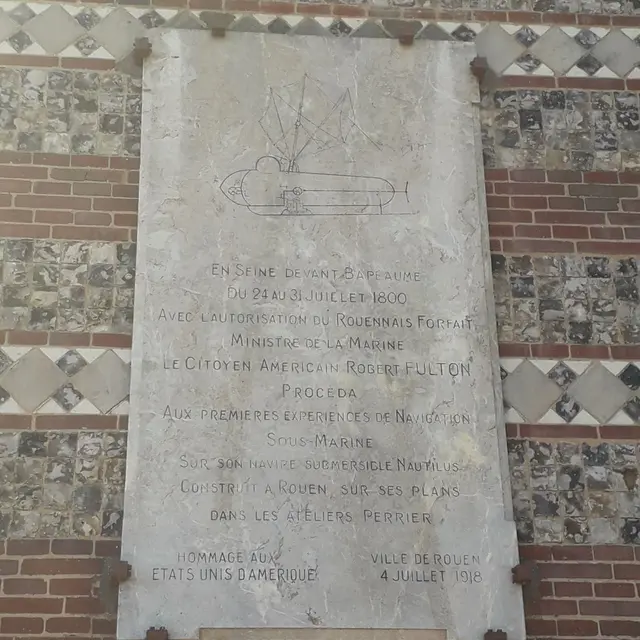 EN SEINE DEVANT BAPEAUME
DU 24 AU 31 JUILLET 1800
AVEC L'AUTORISATION DU ROUENNAIS FORFAIT
MINISTRE DE LA MARINE
LE CITOYEN AMERICAIN ROBERT FULTON
PROCEDA
AUX PREMIERES EXPERIENCES DE NAVIGATION
SOUS-MARINE
SUR SON NAVIRE SUBMERSIBLE NAUTILUS
CONSTRUIT A ROUEN, SUR SES PLANS
DANS LES ATELIERS PERRIER
HOMMAGE AUX
ETATS UNIS D'AMERIQUE
VILLE DE ROUEN
4 JUILLET 1918